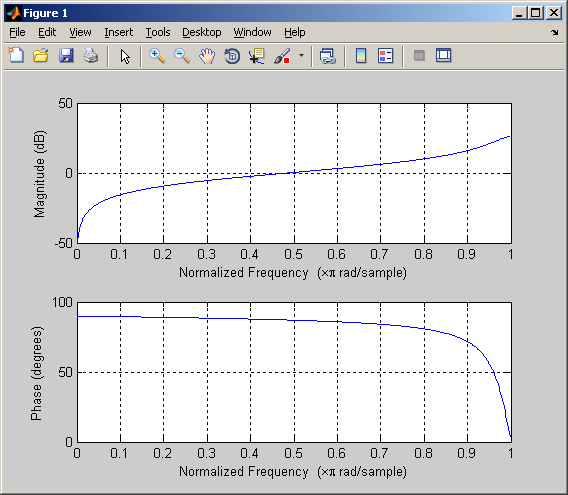 Figure 1
File Edit View Insert Tools Desktop Window Help
50
0
-50
Magnitude (dB)
0 0.1 0.2 0.3 0.4 0.5 0.6 0.7 0.8 0.9 1
Normalized Frequency (×π rad/sample)
100
50
0
Phase (degrees)
0 0.1 0.2 0.3 0.4 0.5 0.6 0.7 0.8 0.9 1
Normalized Frequency (×π rad/sample)